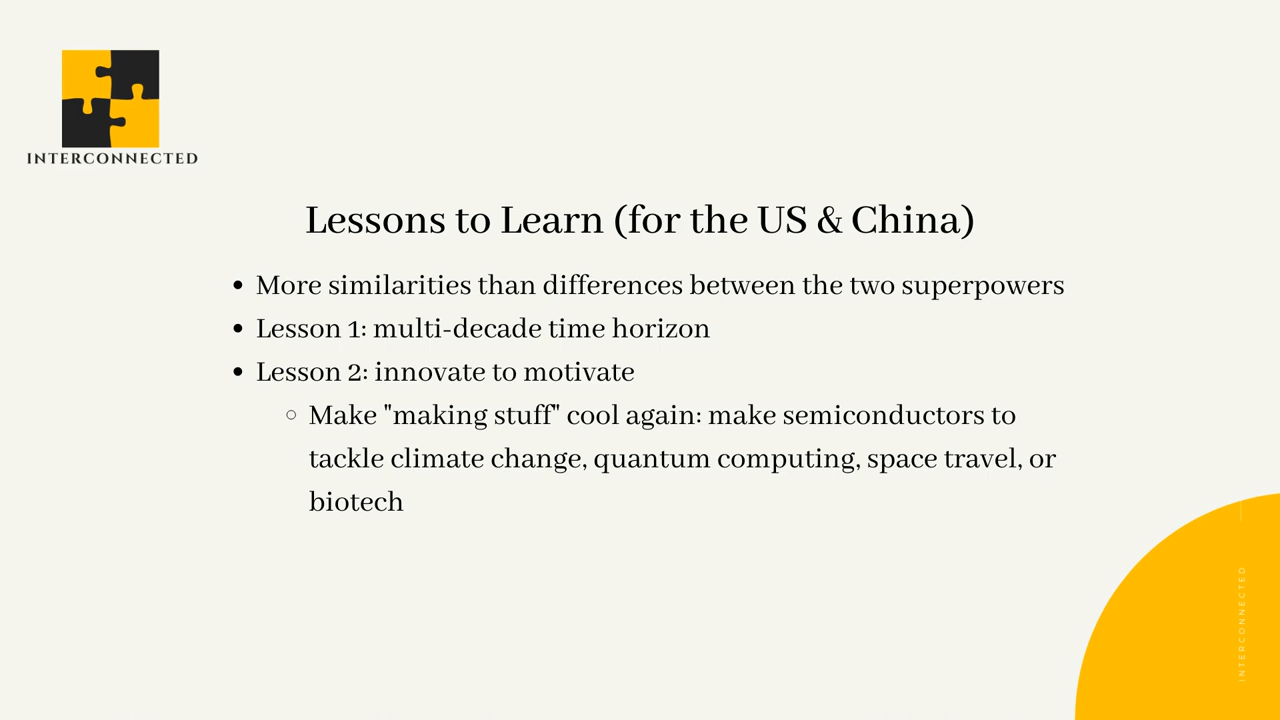 INTERCONNECTED
Lessons to Learn (for the US & China)
• More similarities than differences between the two superpowers
• Lesson 1: multi-decade time horizon
• Lesson 2: innovate to motivate
◦ Make "making stuff" cool again: make semiconductors to
tackle climate change, quantum computing, space travel, or
biotech
INTERCONNECTED